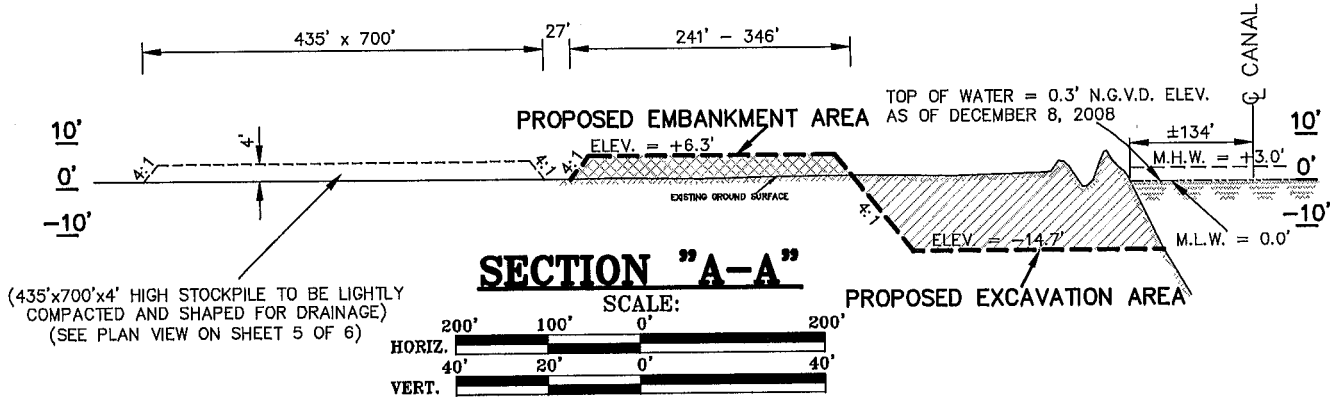 435' x 700'
27'
241' - 346'
℄ CANAL
TOP OF WATER = 0.3' N.G.V.D. ELEV.
AS OF DECEMBER 8, 2008
PROPOSED EMBANKMENT AREA
±134'
10'
0'
-10'
4:1
4'
4:1
4:1
ELEV. = +6.3'
M.H.W. = +3.0'
10'
0'
-10'
EXISTING GROUND SURFACE
4:1
ELEV. = -14.7'
M.L.W. = 0.0'
SECTION "A-A"
PROPOSED EXCAVATION AREA
(435'x700'x4' HIGH STOCKPILE TO BE LIGHTLY
COMPACTED AND SHAPED FOR DRAINAGE)
(SEE PLAN VIEW ON SHEET 5 OF 6)
SCALE:
200' 100' 0' 200'
HORIZ.
40' 20' 0' 40'
VERT.